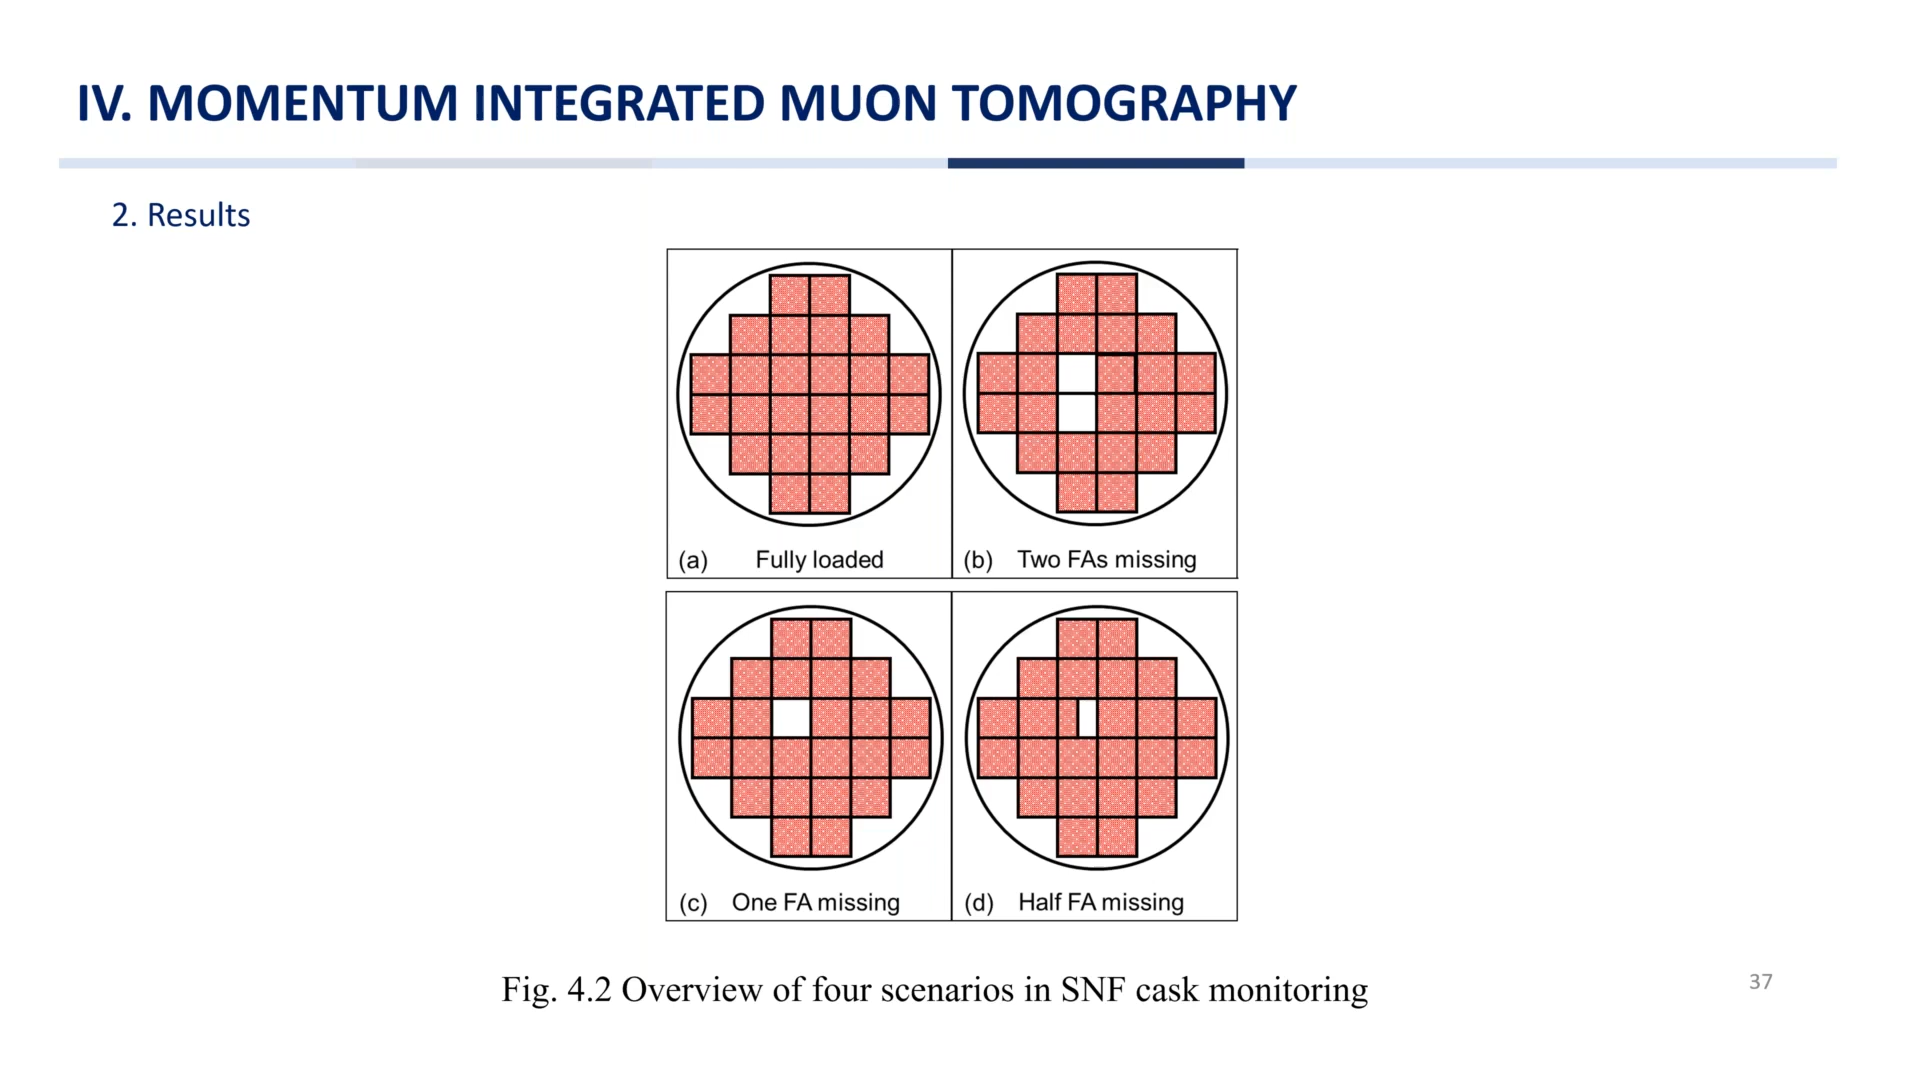 IV. MOMENTUM INTEGRATED MUON TOMOGRAPHY
2. Results
(a) Fully loaded
(b) Two FAs missing
(c) One FA missing
(d) Half FA missing
Fig. 4.2 Overview of four scenarios in SNF cask monitoring
37